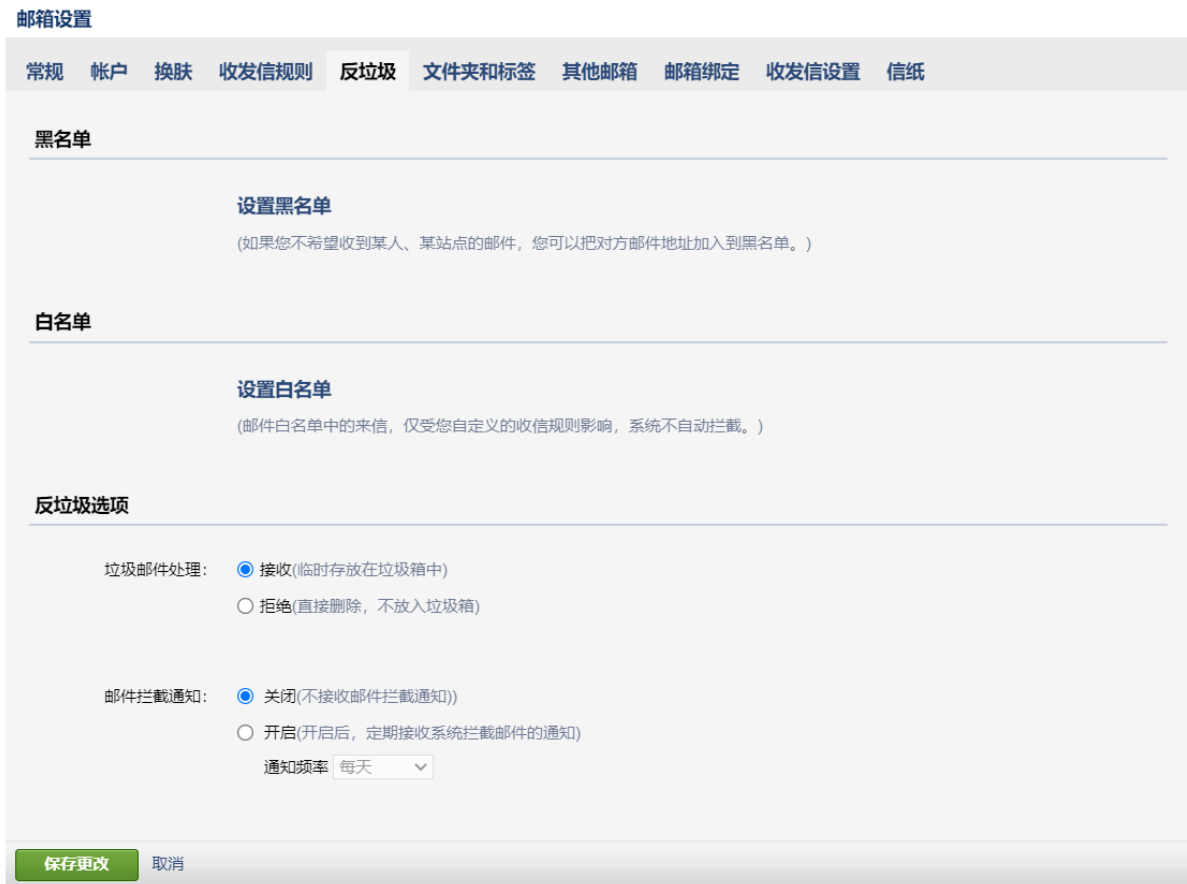 邮箱设置
常规 帐户 换肤 收发信规则 反垃圾 文件夹和标签 其他邮箱 邮箱绑定 收发信设置 信纸
黑名单
设置黑名单
(如果您不希望收到某人、某站点的邮件，您可以把对方邮件地址加入到黑名单。)
白名单
设置白名单
(邮件白名单中的来信，仅受您自定义的收信规则影响，系统不自动拦截。)
反垃圾选项
垃圾邮件处理： 接收(临时存放在垃圾箱中)
拒绝(直接删除，不放入垃圾箱)
邮件拦截通知： 关闭(不接收邮件拦截通知))
开启(开启后，定期接收系统拦截邮件的通知)
通知频率 每天
保存更改 取消